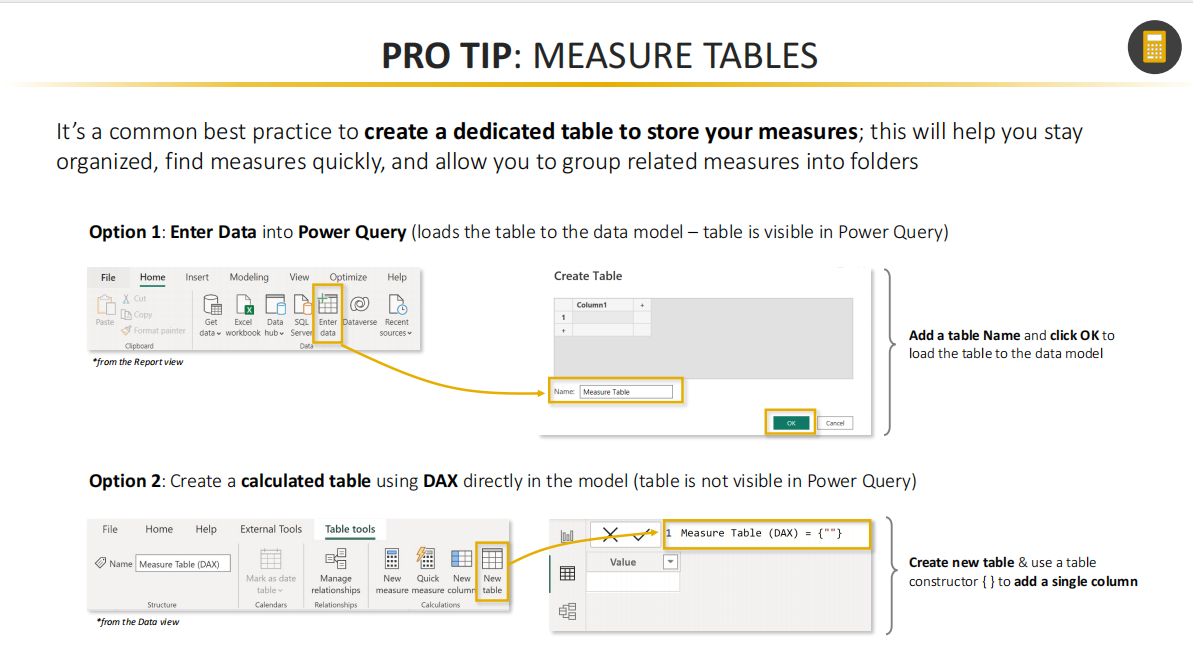 PRO TIP: MEASURE TABLES
It's a common best practice to create a dedicated table to store your measures; this will help you stay
organized, find measures quickly, and allow you to group related measures into folders
Option 1: Enter Data into Power Query (loads the table to the data model – table is visible in Power Query)
File Home Insert Modeling View Optimize Help
Paste
Cut
Copy
Format painter
Clipboard
Get data
Excel workbook
Data hub
SQL Server
Enter data
Dataverse
Recent sources
Data
*from the Report view
Create Table
Column1 +
1
+
Name: Measure Table
OK Cancel
Add a table Name and click OK to
load the table to the data model
Option 2: Create a calculated table using DAX directly in the model (table is not visible in Power Query)
File Home Help External Tools Table tools
Name Measure Table (DAX)
Structure
Mark as date
table
Calendars
Manage
relationships
Relationships
New
measure
Quick
measure
New
column
New
table
Calculations
*from the Data view
1 Measure Table (DAX) = {""}
Value
Create new table & use a table
constructor { } to add a single column